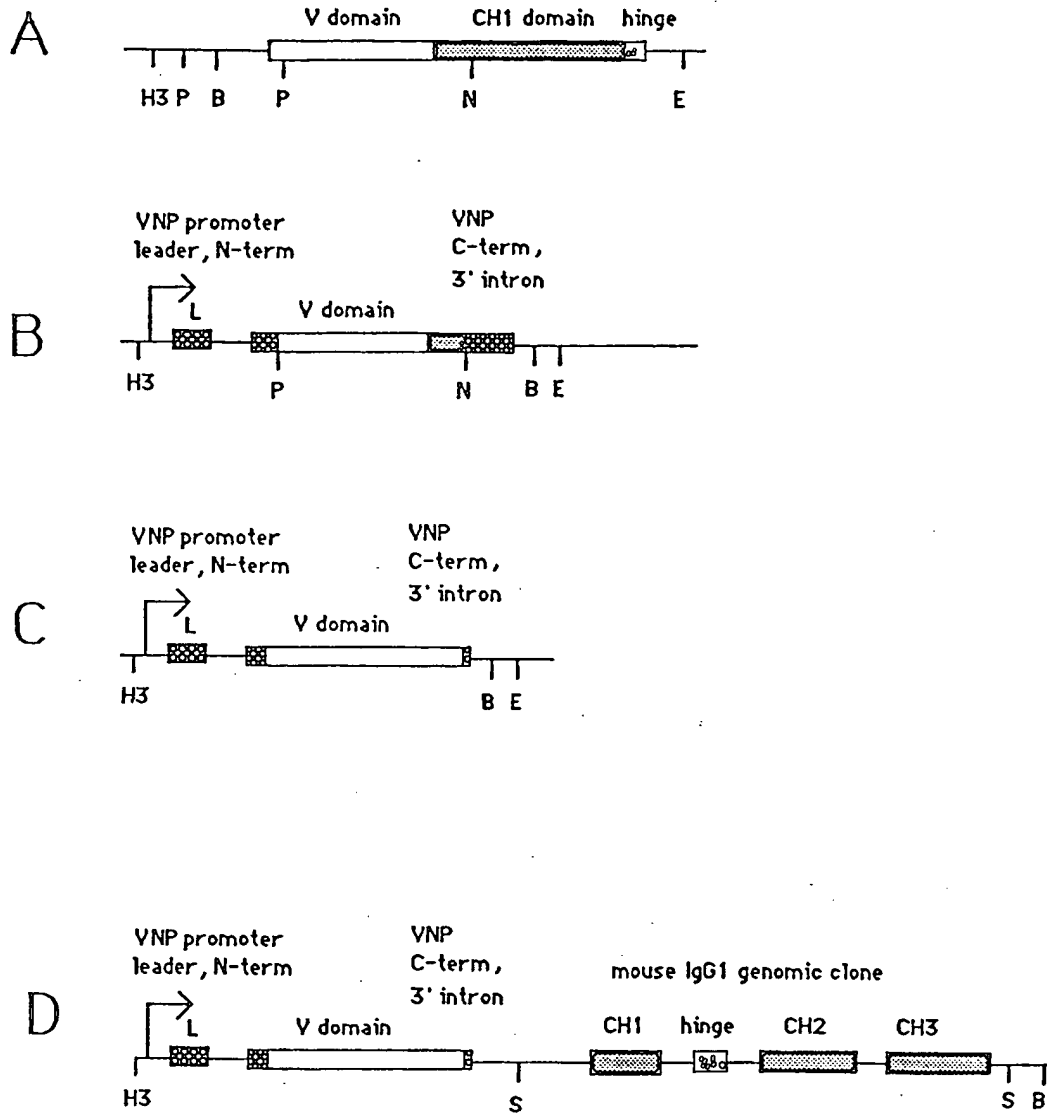 A
V domain CH1 domain hinge
H3 P B P N E
VNP promoter
leader, N-term
VNP
C-term,
3' intron
B
L
V domain
H3 P N B E
VNP promoter
leader, N-term
VNP
C-term,
3' intron
C
L
V domain
H3 B E
VNP promoter
leader, N-term
VNP
C-term,
3' intron
mouse IgG1 genomic clone
D
L
V domain
CH1 hinge CH2 CH3
H3 S S B